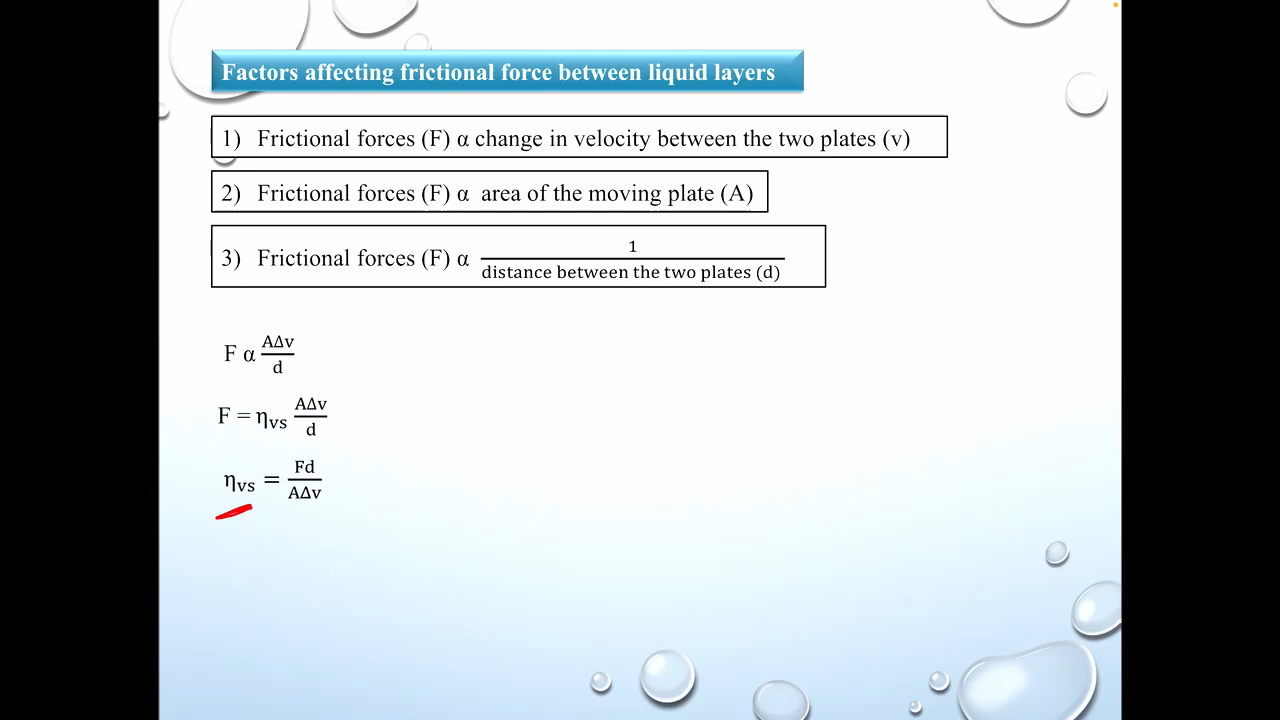 Factors affecting frictional force between liquid layers
1) Frictional forces (F) α change in velocity between the two plates (v)
2) Frictional forces (F) α area of the moving plate (A)
3) Frictional forces (F) α 1/distance between the two plates (d)
F α AΔv/d
F = η_vs AΔv/d
η_vs = Fd/AΔv